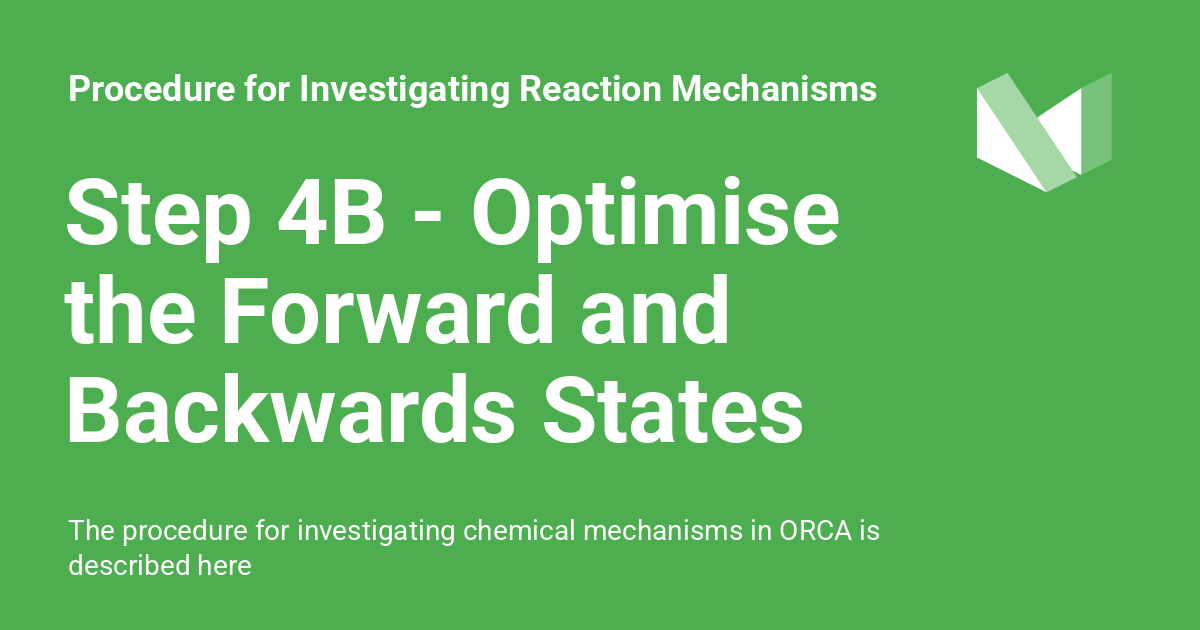 Procedure for Investigating Reaction Mechanisms
Step 4B - Optimise
the Forward and
Backwards States
The procedure for investigating chemical mechanisms in ORCA is
described here